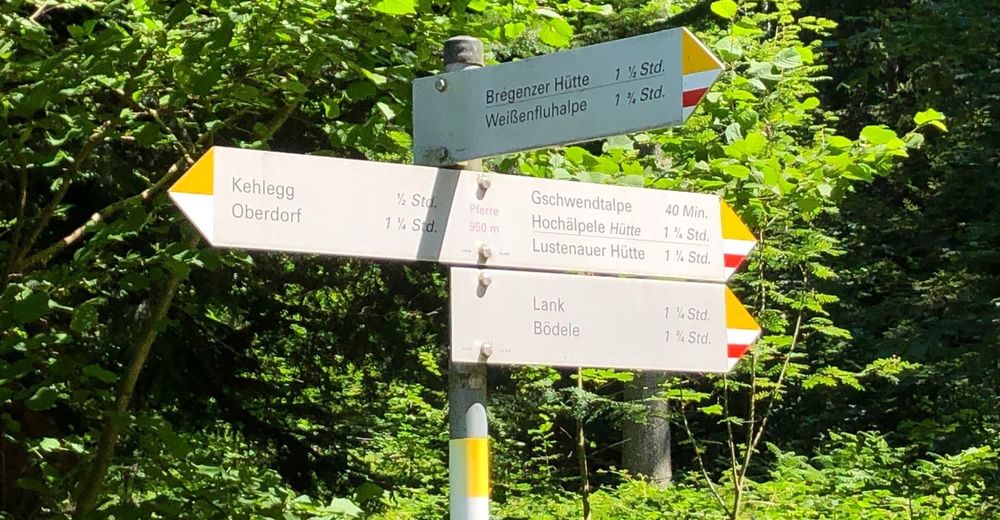 Bregenzer Hütte 1 ½ Std.
Weißenfluhalpe 1 ¾ Std.
Kehlegg ½ Std.
Oberdorf 1 ¼ Std.
Pferre
950 m
Gschwendtalpe 40 Min.
Hochälpele Hütte 1 ¾ Std.
Lustenauer Hütte 1 ¼ Std.
Lank 1 ¼ Std.
Bödele 1 ¾ Std.